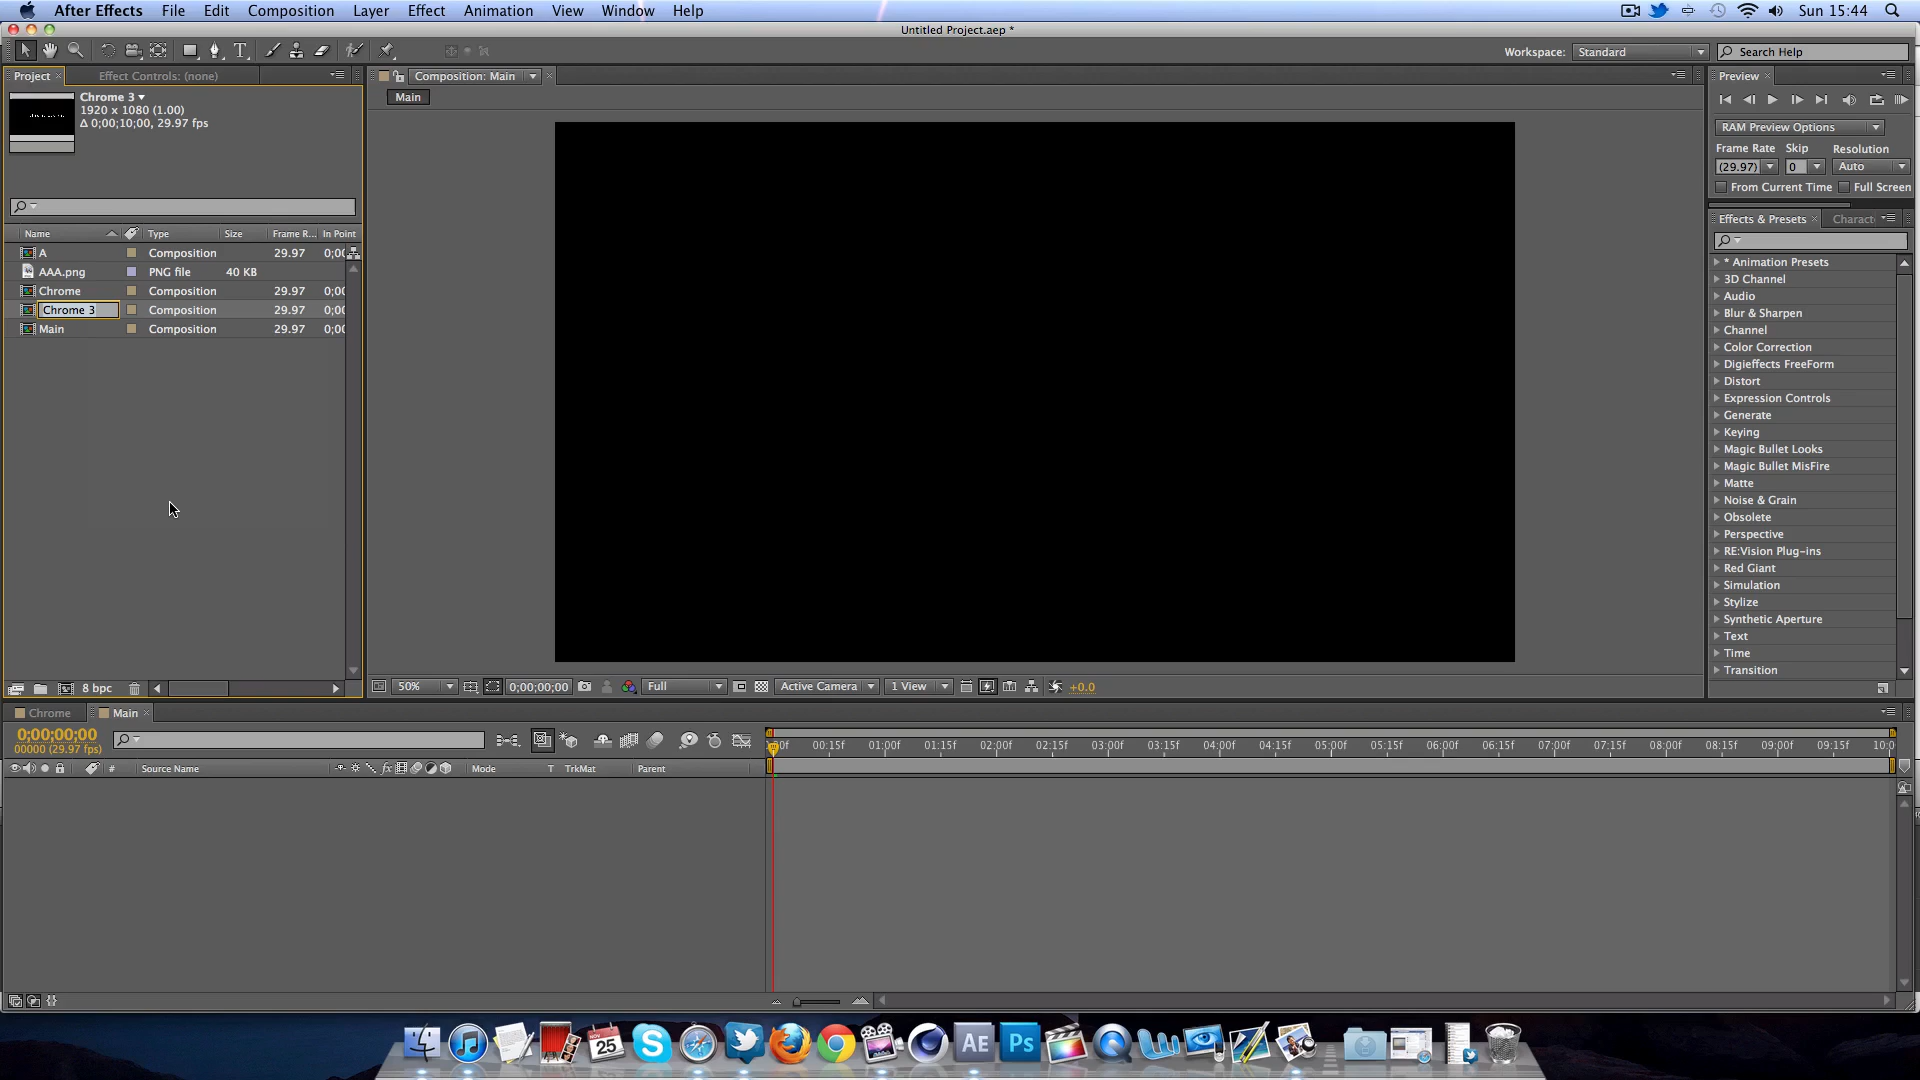 After Effects File Edit Composition Layer Effect Animation View Window Help Sun 15:44
Untitled Project.aep *
Workspace: Standard Search Help
Project Effect Controls: (none) Composition: Main Preview
Chrome 3
1920 x 1080 (1.00)
Δ 0;00;10;00, 29.97 fps
Main
RAM Preview Options
Frame Rate Skip Resolution
(29.97) 0 Auto
From Current Time Full Screen
Effects & Presets Charact
Name Type Size Frame R... In Point
A Composition 29.97 0;00
AAA.png PNG file 40 KB
Chrome Composition 29.97 0;00
Chrome 3 Composition 29.97 0;00
Main Composition 29.97 0;00
* Animation Presets
3D Channel
Audio
Blur & Sharpen
Channel
Color Correction
Digieffects FreeForm
Distort
Expression Controls
Generate
Keying
Magic Bullet Looks
Magic Bullet MisFire
Matte
Noise & Grain
Obsolete
Perspective
RE:Vision Plug-ins
Red Giant
Simulation
Stylize
Synthetic Aperture
Text
Time
Transition
8 bpc 50% 0;00;00;00 Full Active Camera 1 View +0.0
Chrome Main
0;00;00;00
00000 (29.97 fps)
:00f 00:15f 01:00f 01:15f 02:00f 02:15f 03:00f 03:15f 04:00f 04:15f 05:00f 05:15f 06:00f 06:15f 07:00f 07:15f 08:00f 08:15f 09:00f 09:15f 10:0
# Source Name fx Mode T TrkMat Parent
NOV
25
AE
Ps